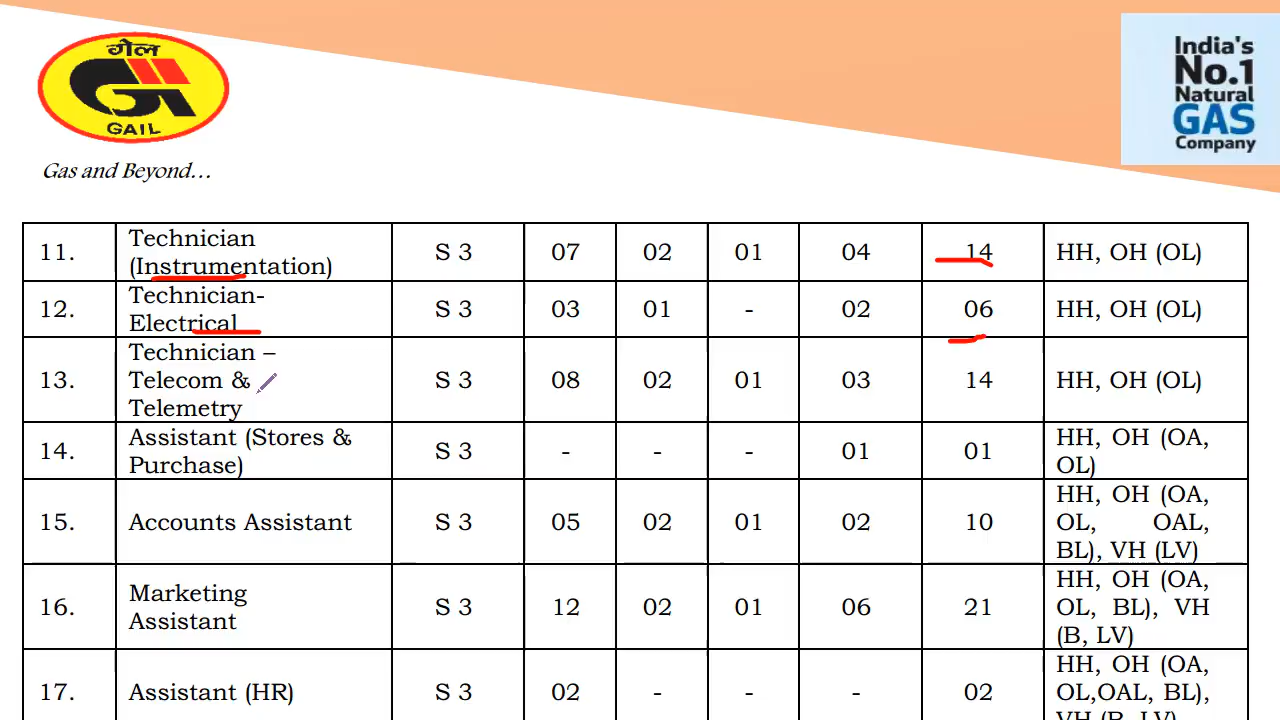 गेल
GAIL
Gas and Beyond...
India's
No.1
Natural
GAS
Company
11. Technician (Instrumentation) S 3 07 02 01 04 14 HH, OH (OL)
12. Technician- Electrical S 3 03 01 - 02 06 HH, OH (OL)
13. Technician – Telecom & Telemetry S 3 08 02 01 03 14 HH, OH (OL)
14. Assistant (Stores & Purchase) S 3 - - - 01 01 HH, OH (OA, OL)
15. Accounts Assistant S 3 05 02 01 02 10 HH, OH (OA, OL, OAL, BL), VH (LV)
16. Marketing Assistant S 3 12 02 01 06 21 HH, OH (OA, OL, BL), VH (B, LV)
17. Assistant (HR) S 3 02 - - - 02 HH, OH (OA, OL,OAL, BL), VH (B, LV)